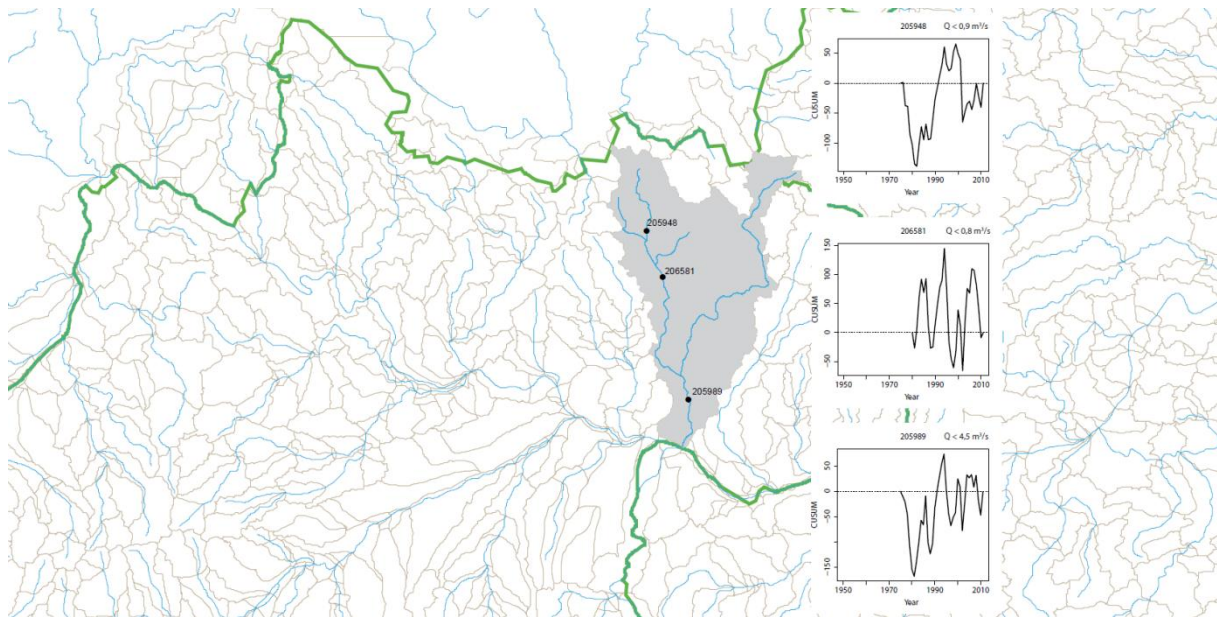 205948
206581
205989
205948 Q < 0,9 m³/s
50
0
-50
-100
CUSUM
1950 1970 1990 2010
Year
206581 Q < 0,8 m³/s
150
100
50
0
-50
CUSUM
1950 1970 1990 2010
Year
205989 Q < 4,5 m³/s
50
0
-50
-150
CUSUM
1950 1970 1990 2010
Year